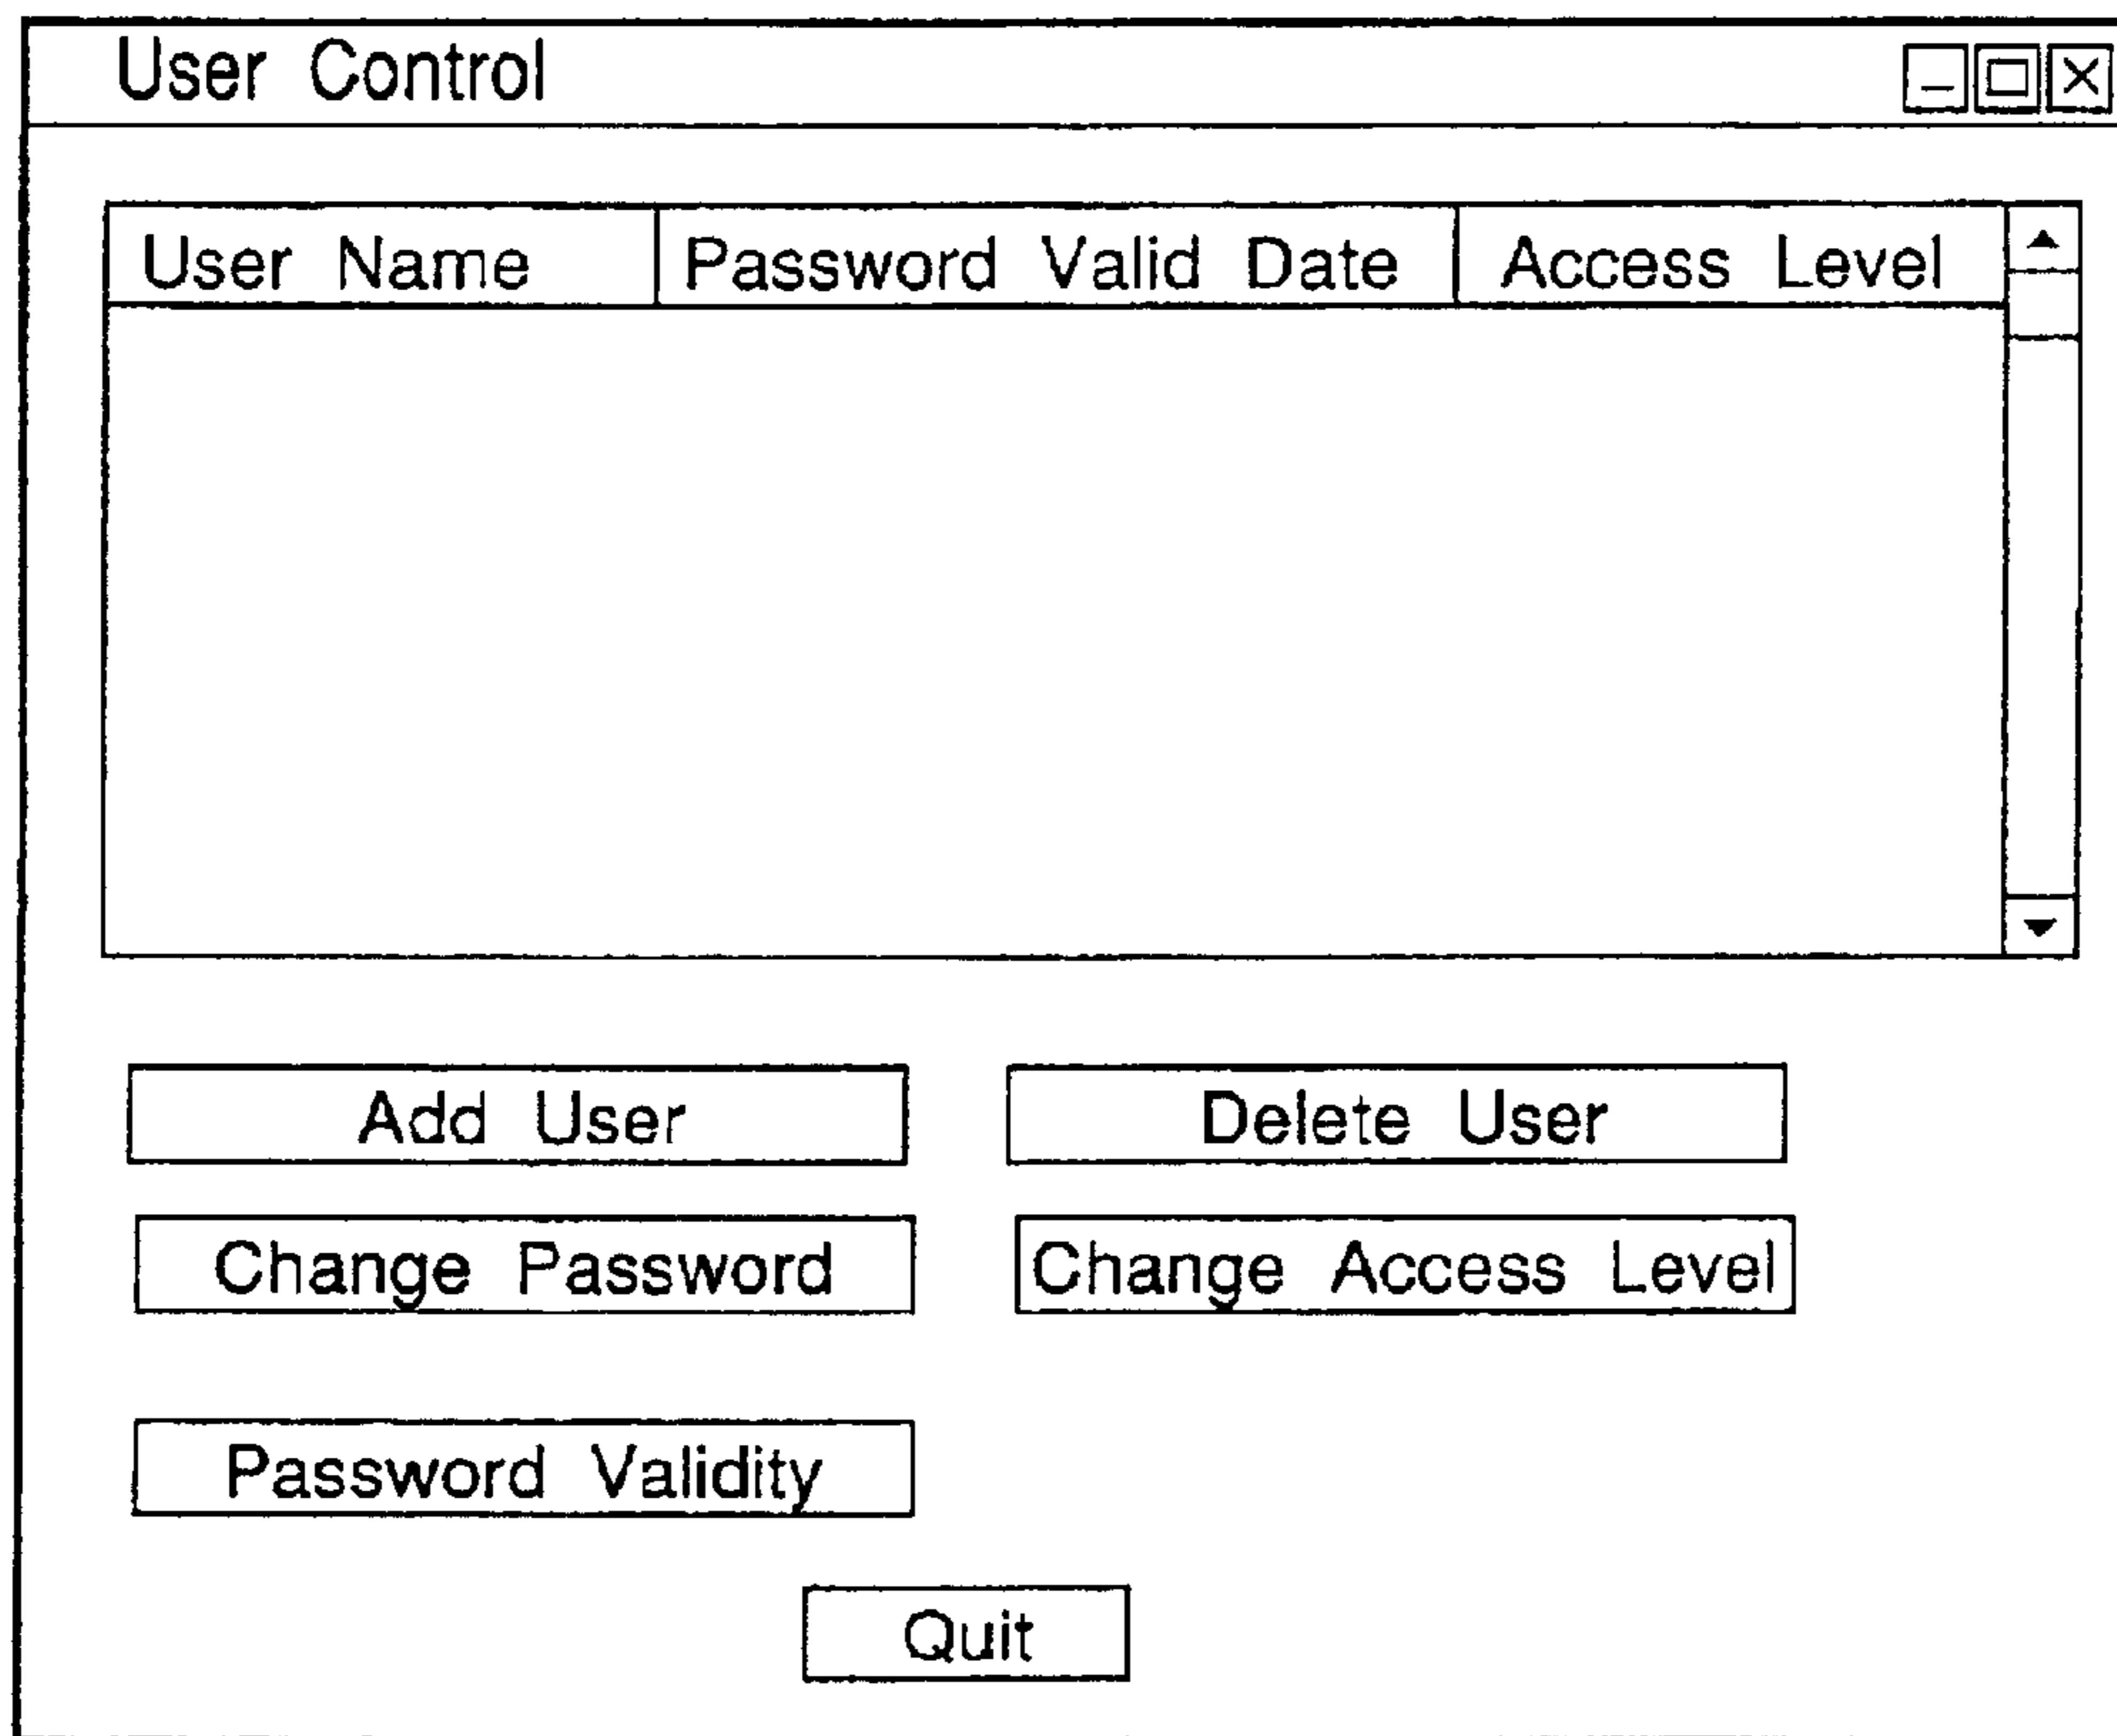 User Control
User Name Password Valid Date Access Level
Add User Delete User
Change Password Change Access Level
Password Validity
Quit